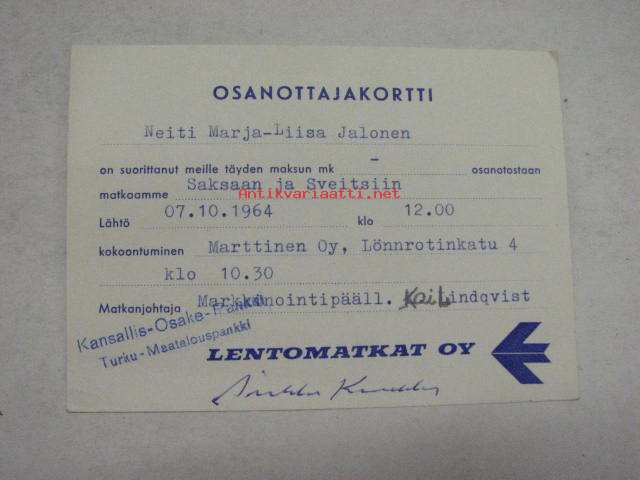 OSANOTTAJAKORTTI
Neiti Marja-Liisa Jalonen
on suorittanut meille täyden maksun mk – osanotostaan
matkaamme Saksaan ja Sveitsiin
Antikvariaatti.net
Lähtö 07.10.1964 klo 12.00
kokoontuminen Marttinen Oy, Lönnrotinkatu 4
klo 10.30
Matkanjohtaja Markkinointipääll. Kai Lindqvist
Kansallis-Osake-Pankki
Turku-Maatalouspankki
LENTOMATKAT OY